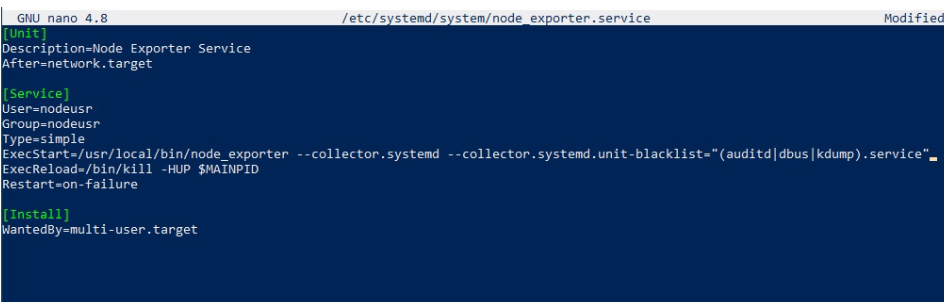 GNU nano 4.8 /etc/systemd/system/node_exporter.service Modified
[Unit]
Description=Node Exporter Service
After=network.target
[Service]
User=nodeusr
Group=nodeusr
Type=simple
ExecStart=/usr/local/bin/node_exporter --collector.systemd --collector.systemd.unit-blacklist="(auditd|dbus|kdump).service"
ExecReload=/bin/kill -HUP $MAINPID
Restart=on-failure
[Install]
WantedBy=multi-user.target